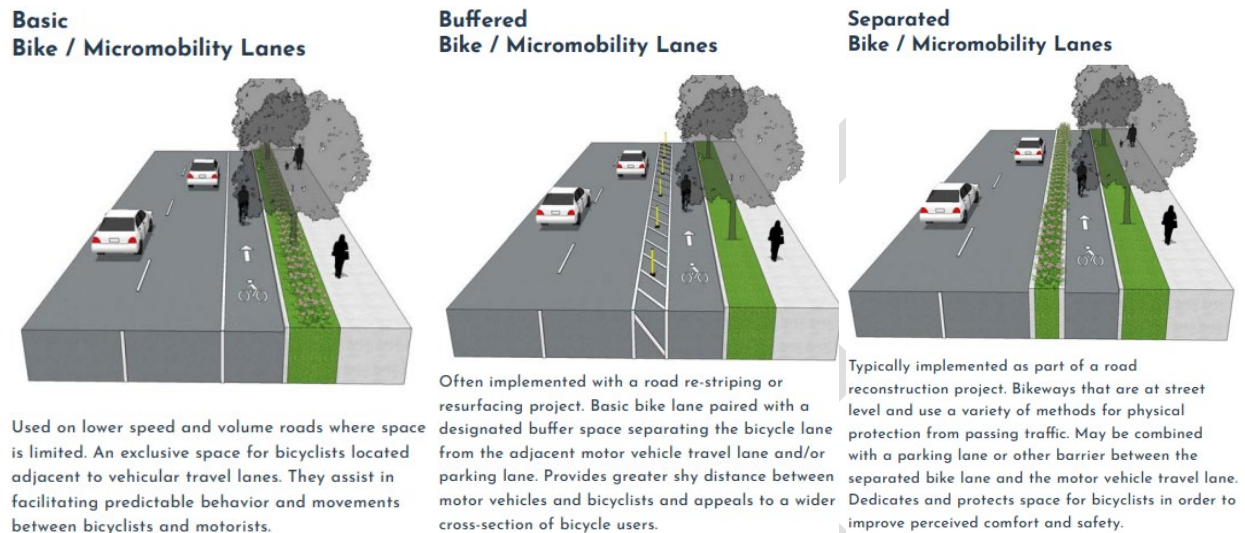 Basic
Bike / Micromobility Lanes
Used on lower speed and volume roads where space
is limited. An exclusive space for bicyclists located
adjacent to vehicular travel lanes. They assist in
facilitating predictable behavior and movements
between bicyclists and motorists.
Buffered
Bike / Micromobility Lanes
Often implemented with a road re-striping or
resurfacing project. Basic bike lane paired with a
designated buffer space separating the bicycle lane
from the adjacent motor vehicle travel lane and/or
parking lane. Provides greater shy distance between
motor vehicles and bicyclists and appeals to a wider
cross-section of bicycle users.
Separated
Bike / Micromobility Lanes
Typically implemented as part of a road
reconstruction project. Bikeways that are at street
level and use a variety of methods for physical
protection from passing traffic. May be combined
with a parking lane or other barrier between the
separated bike lane and the motor vehicle travel lane.
Dedicates and protects space for bicyclists in order to
improve perceived comfort and safety.